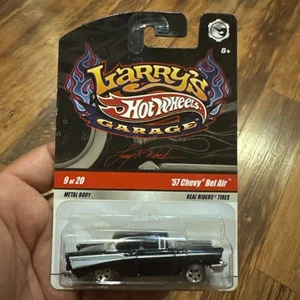 8+
Larry's
Hot Wheels
GARAGE
9 of 20
'57 Chevy® Bel Air™
METAL BODY
REAL RIDERS® TIRES